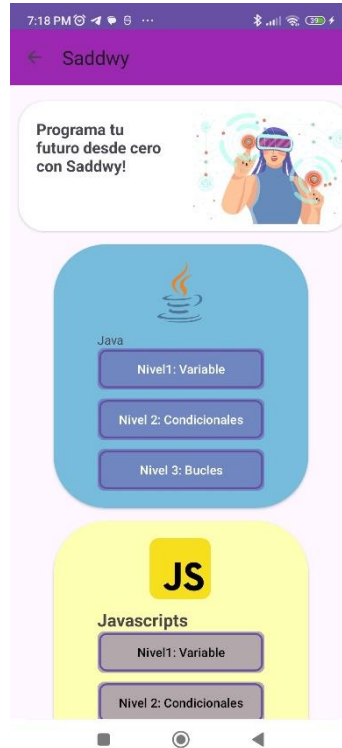 7:18 PM
39
Saddwy
Programa tu
futuro desde cero
con Saddwy!
Java
Nivel1: Variable
Nivel 2: Condicionales
Nivel 3: Bucles
JS
Javascripts
Nivel1: Variable
Nivel 2: Condicionales